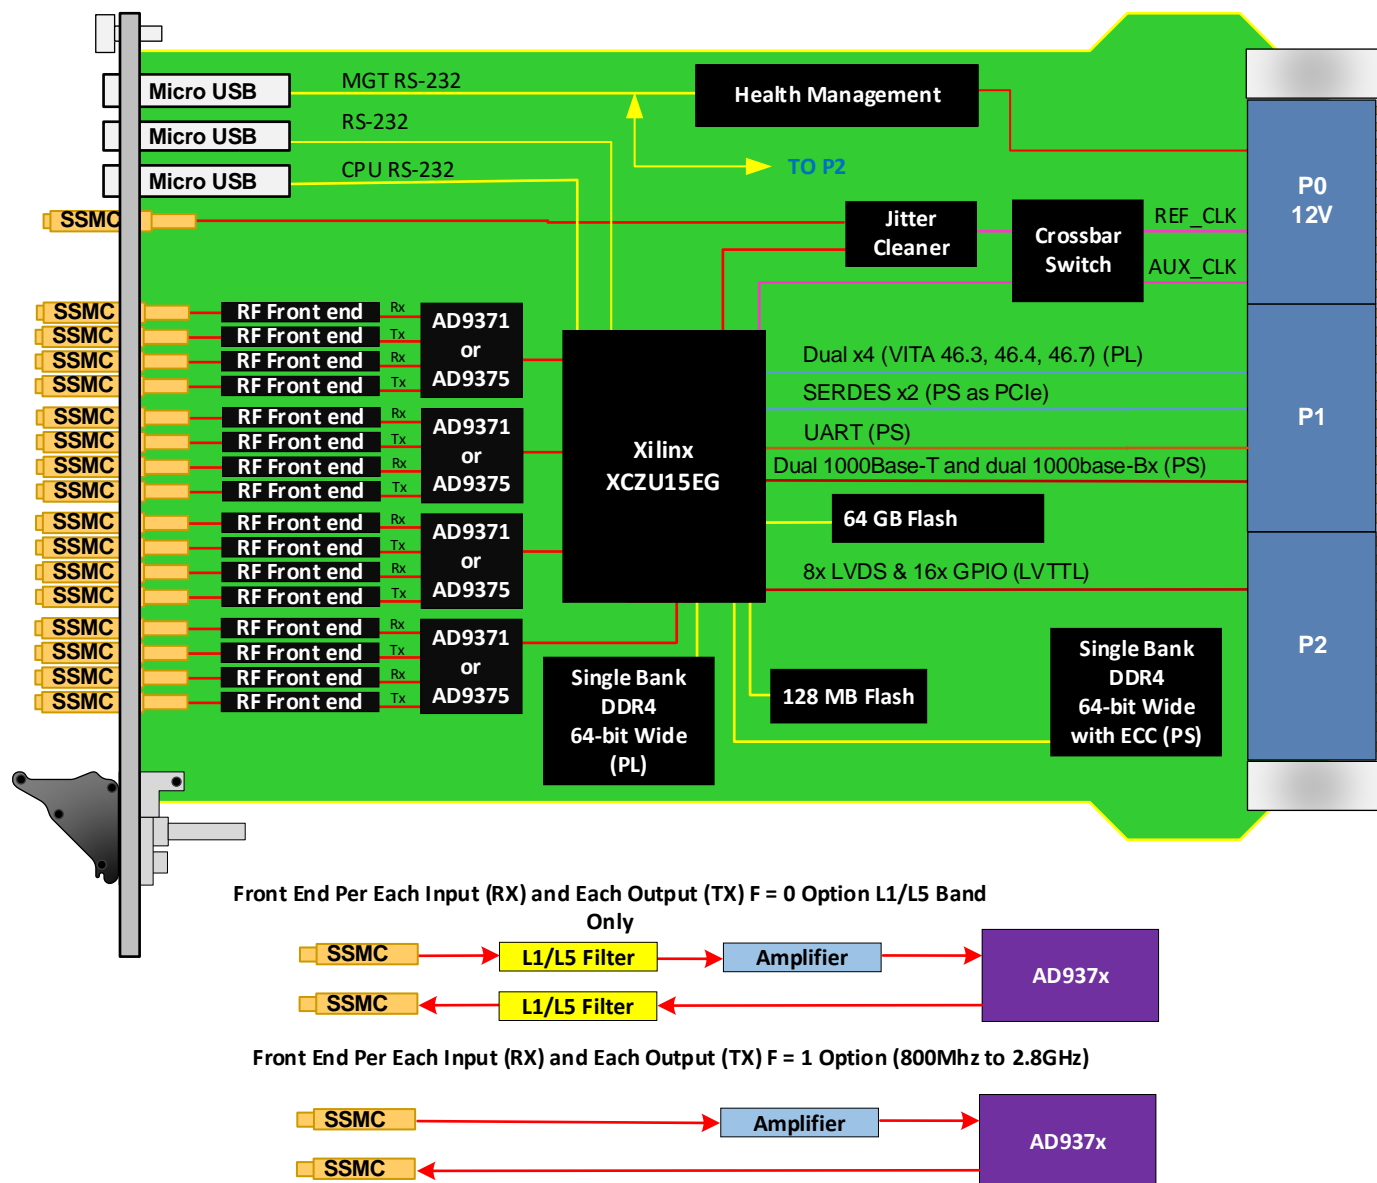 Micro USB
MGT RS-232
Health Management
Micro USB
RS-232
Micro USB
CPU RS-232
TO P2
P0
12V
SSMC
Jitter
Cleaner
Crossbar
Switch
REF_CLK
AUX_CLK
SSMC
RF Front end
Rx
SSMC
RF Front end
Tx
SSMC
RF Front end
Rx
SSMC
RF Front end
Tx
AD9371
or
AD9375
SSMC
RF Front end
Rx
SSMC
RF Front end
Tx
SSMC
RF Front end
Rx
SSMC
RF Front end
Tx
AD9371
or
AD9375
SSMC
RF Front end
Rx
SSMC
RF Front end
Tx
SSMC
RF Front end
Rx
SSMC
RF Front end
Tx
AD9371
or
AD9375
SSMC
RF Front end
Rx
SSMC
RF Front end
Tx
SSMC
RF Front end
Rx
SSMC
RF Front end
Tx
AD9371
or
AD9375
Xilinx
XCZU15EG
Dual x4 (VITA 46.3, 46.4, 46.7) (PL)
SERDES x2 (PS as PCIe)
UART (PS)
Dual 1000Base-T and dual 1000base-Bx (PS)
P1
64 GB Flash
8x LVDS & 16x GPIO (LVTTL)
P2
Single Bank
DDR4
64-bit Wide
(PL)
128 MB Flash
Single Bank
DDR4
64-bit Wide
with ECC (PS)
Front End Per Each Input (RX) and Each Output (TX) F = 0 Option L1/L5 Band
Only
SSMC
L1/L5 Filter
Amplifier
AD937x
SSMC
L1/L5 Filter
Front End Per Each Input (RX) and Each Output (TX) F = 1 Option (800Mhz to 2.8GHz)
SSMC
Amplifier
AD937x
SSMC